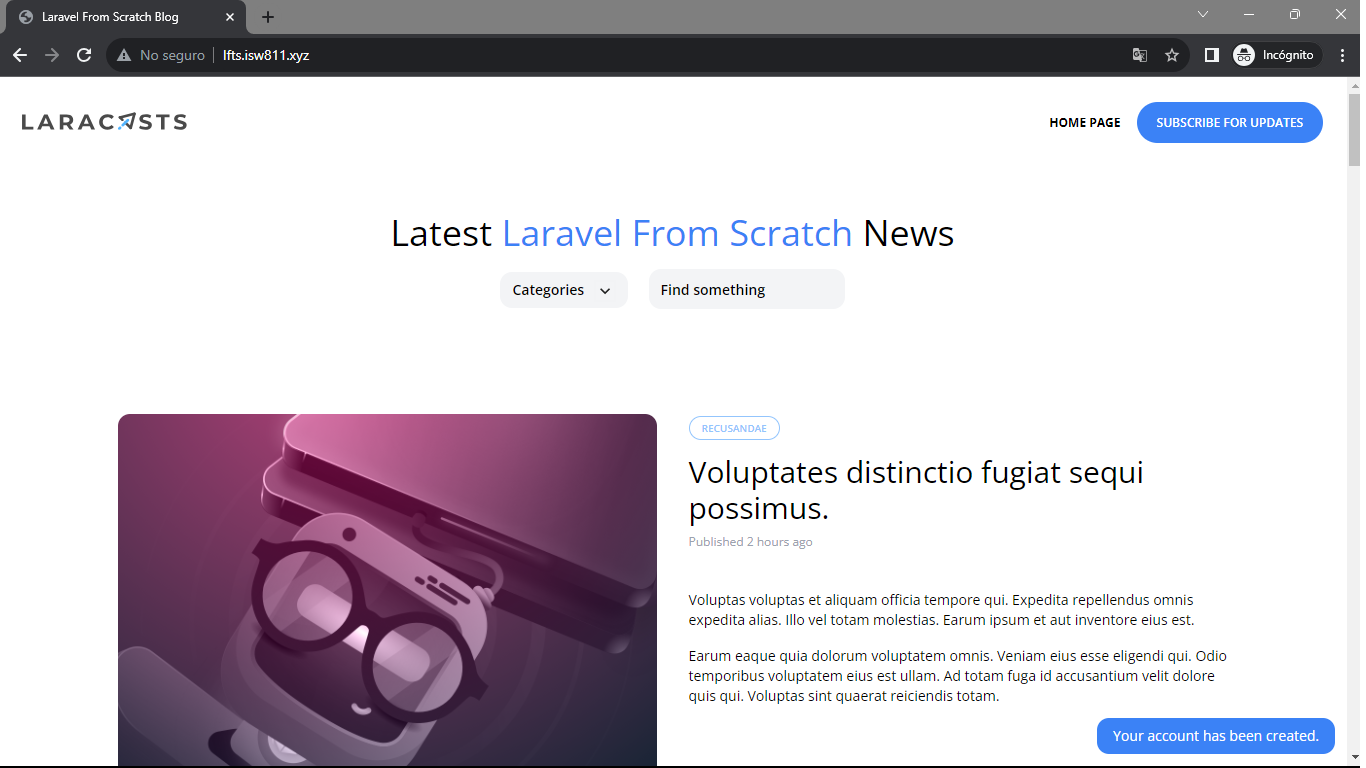 Laravel From Scratch Blog
No seguro
lfts.isw811.xyz
Incógnito
LARACASTS
HOME PAGE
SUBSCRIBE FOR UPDATES
Latest Laravel From Scratch News
Categories
Find something
RECUSANDAE
Voluptates distinctio fugiat sequi
possimus.
Published 2 hours ago
Voluptas voluptas et aliquam officia tempore qui. Expedita repellendus omnis
expedita alias. Illo vel totam molestias. Earum ipsum et aut inventore eius est.
Earum eaque quia dolorum voluptatem omnis. Veniam eius esse eligendi qui. Odio
temporibus voluptatem eius est ullam. Ad totam fuga id accusantium velit dolore
quis qui. Voluptas sint quaerat reiciendis totam.
Your account has been created.